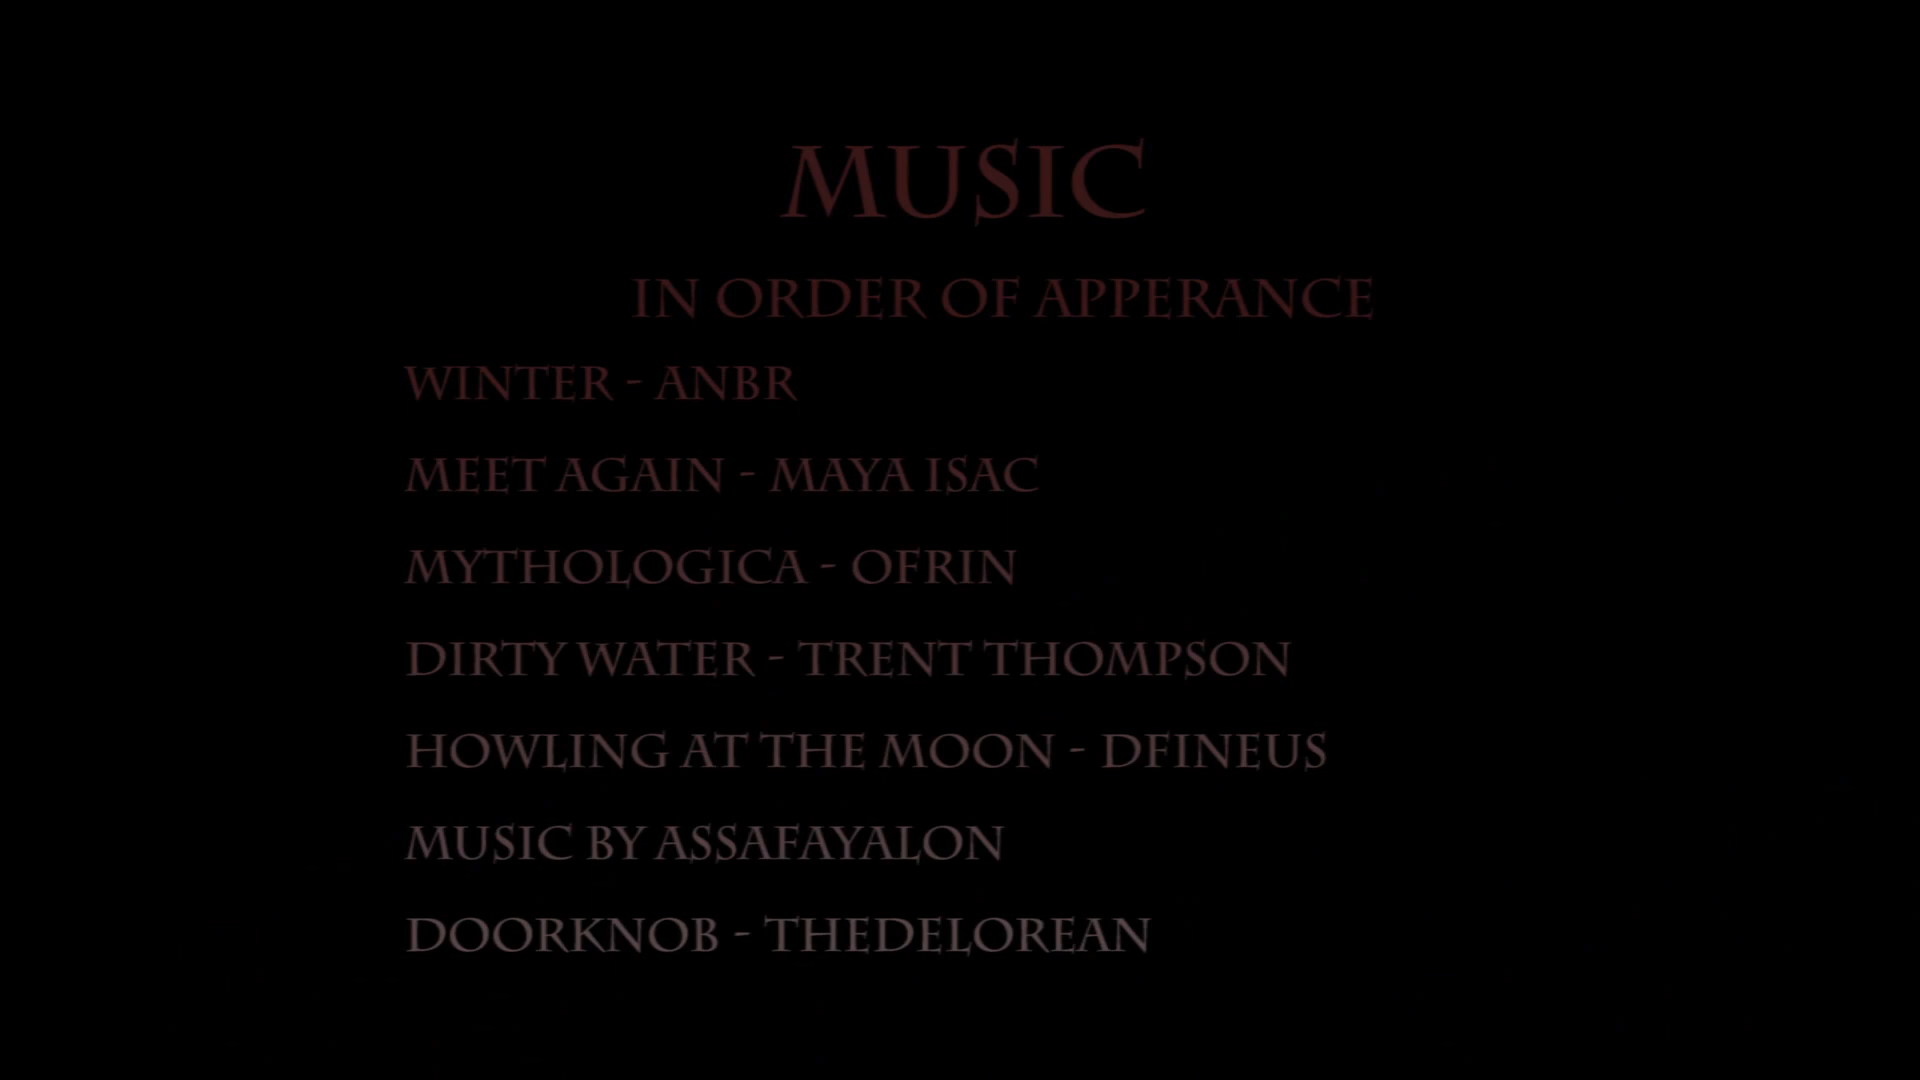 MUSIC
IN ORDER OF APPERANCE
WINTER - ANBR
MEET AGAIN - MAYA ISAC
MYTHOLOGICA - OFRIN
DIRTY WATER - TRENT THOMPSON
HOWLING AT THE MOON - DFINEUS
MUSIC BY ASSAFAYALON
DOORKNOB - THEDELOREAN